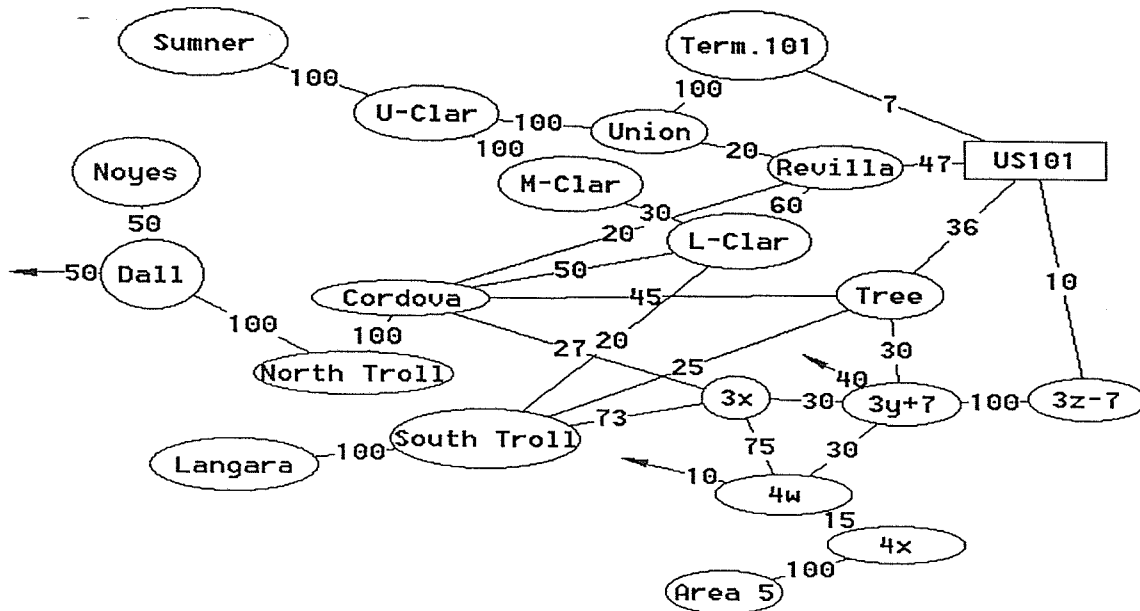 Sumner
Term.101
100
U-Clar
100
7
100
Union
20
Revilla
47
US101
100
Noyes
M-Clar
30
60
50
20
L-Clar
36
50
Dall
50
10
Cordova
45
Tree
100
100
27
20
30
North Troll
25
40
3x
30
3y+7
100
3z-7
73
South Troll
100
Langara
75
30
10
4w
15
4x
100
Area 5